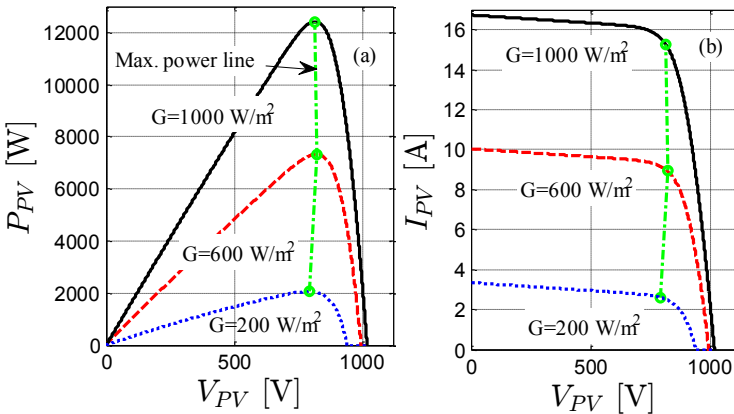 (a)
12000
10000
8000
6000
4000
2000
0
P_PV [W]
Max. power line
G=1000 W/m²
G=600 W/m²
G=200 W/m²
0
500
1000
V_PV [V]
(b)
16
14
12
10
8
6
4
2
0
I_PV [A]
G=1000 W/m²
G=600 W/m²
G=200 W/m²
0
500
1000
V_PV [V]